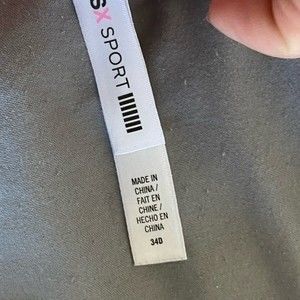 SX SPORT
MADE IN
CHINA /
FAIT EN
CHINE /
HECHO EN
CHINA
34D